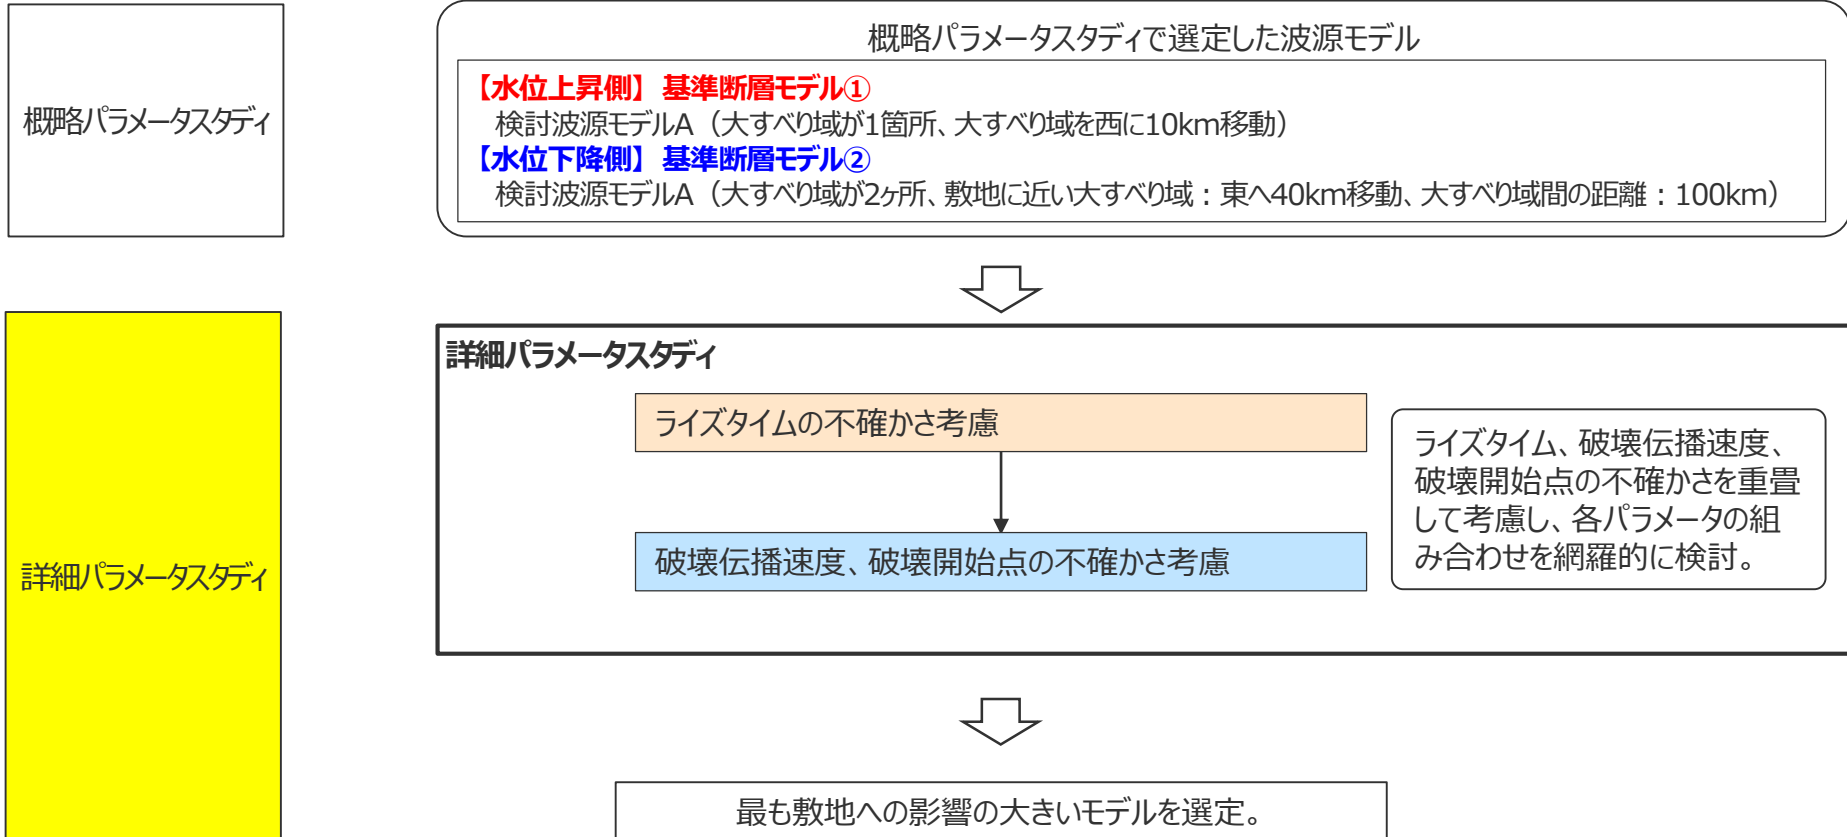 概略パラメータスタディ
概略パラメータスタディで選定した波源モデル
【水位上昇側】基準断層モデル①
検討波源モデルA（大すべり域が1箇所、大すべり域を西に10km移動）
【水位下降側】基準断層モデル②
検討波源モデルA（大すべり域が2ヶ所、敷地に近い大すべり域：東へ40km移動、大すべり域間の距離：100km）
詳細パラメータスタディ
詳細パラメータスタディ
ライズタイムの不確かさ考慮
破壊伝播速度、破壊開始点の不確かさ考慮
ライズタイム、破壊伝播速度、
破壊開始点の不確かさを重畳
して考慮し、各パラメータの組
み合わせを網羅的に検討。
最も敷地への影響の大きいモデルを選定。